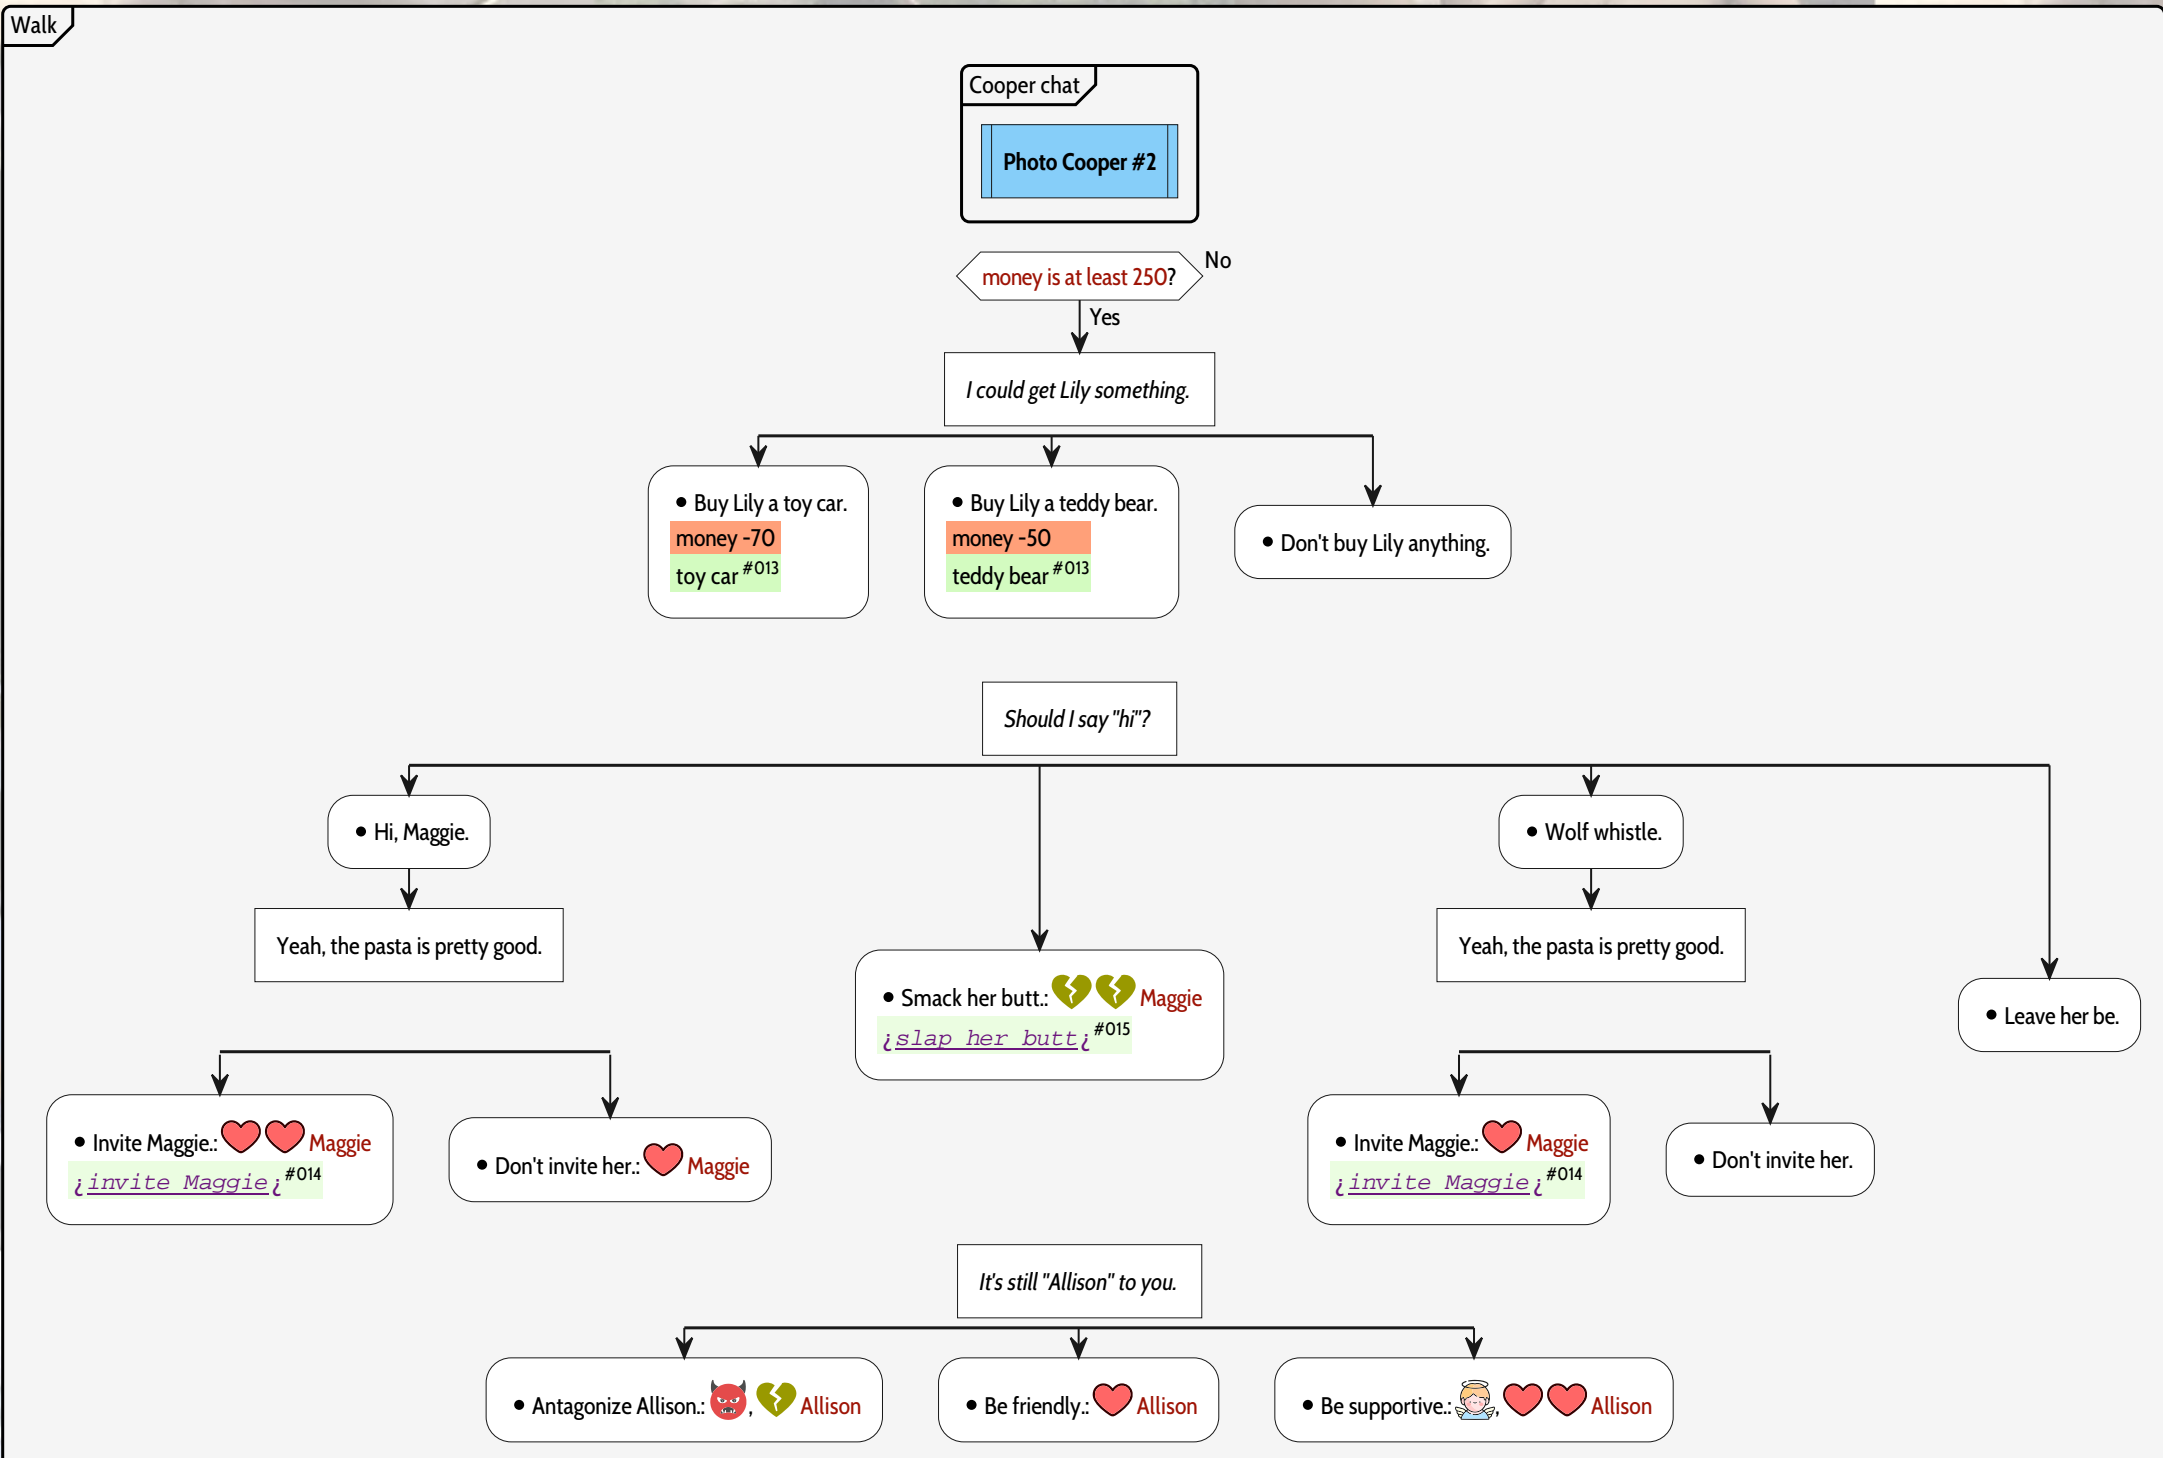 Walk
Cooper chat
Photo Cooper #2
money is at least 250?
No
Yes
I could get Lily something.
• Buy Lily a toy car.
money -70
toy car #013
• Buy Lily a teddy bear.
money -50
teddy bear #013
• Don't buy Lily anything.
Should I say "hi"?
• Hi, Maggie.
Yeah, the pasta is pretty good.
• Invite Maggie.: Maggie
¿invite Maggie¿ #014
• Don't invite her.: Maggie
• Smack her butt.: Maggie
¿slap her butt¿ #015
• Wolf whistle.
Yeah, the pasta is pretty good.
• Invite Maggie.: Maggie
¿invite Maggie¿ #014
• Don't invite her.
• Leave her be.
It's still "Allison" to you.
• Antagonize Allison.: , Allison
• Be friendly.: Allison
• Be supportive.: , Allison